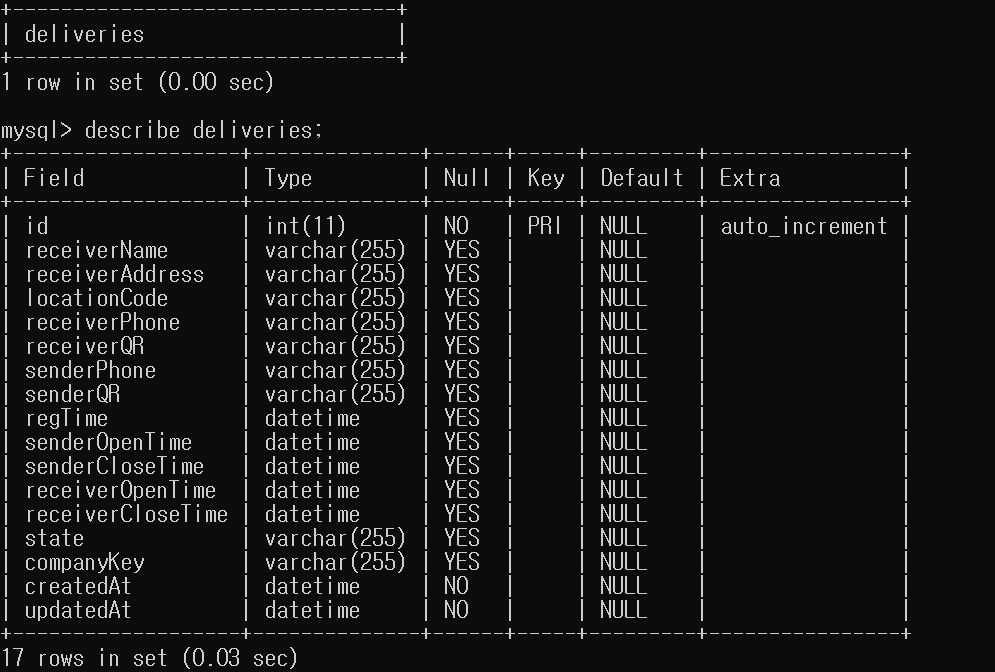 +--------------------------------+
| deliveries                     |
+--------------------------------+
1 row in set (0.00 sec)
mysql> describe deliveries;
+-------------------+--------------+------+-----+---------+----------------+
| Field             | Type         | Null | Key | Default | Extra          |
+-------------------+--------------+------+-----+---------+----------------+
| id                | int(11)      | NO   | PRI | NULL    | auto_increment |
| receiverName      | varchar(255) | YES  |     | NULL    |                |
| receiverAddress   | varchar(255) | YES  |     | NULL    |                |
| locationCode      | varchar(255) | YES  |     | NULL    |                |
| receiverPhone     | varchar(255) | YES  |     | NULL    |                |
| receiverQR        | varchar(255) | YES  |     | NULL    |                |
| senderPhone       | varchar(255) | YES  |     | NULL    |                |
| senderQR          | varchar(255) | YES  |     | NULL    |                |
| regTime           | datetime     | YES  |     | NULL    |                |
| senderOpenTime    | datetime     | YES  |     | NULL    |                |
| senderCloseTime   | datetime     | YES  |     | NULL    |                |
| receiverOpenTime  | datetime     | YES  |     | NULL    |                |
| receiverCloseTime | datetime     | YES  |     | NULL    |                |
| state             | varchar(255) | YES  |     | NULL    |                |
| companyKey        | varchar(255) | YES  |     | NULL    |                |
| createdAt         | datetime     | NO   |     | NULL    |                |
| updatedAt         | datetime     | NO   |     | NULL    |                |
+-------------------+--------------+------+-----+---------+----------------+
17 rows in set (0.03 sec)